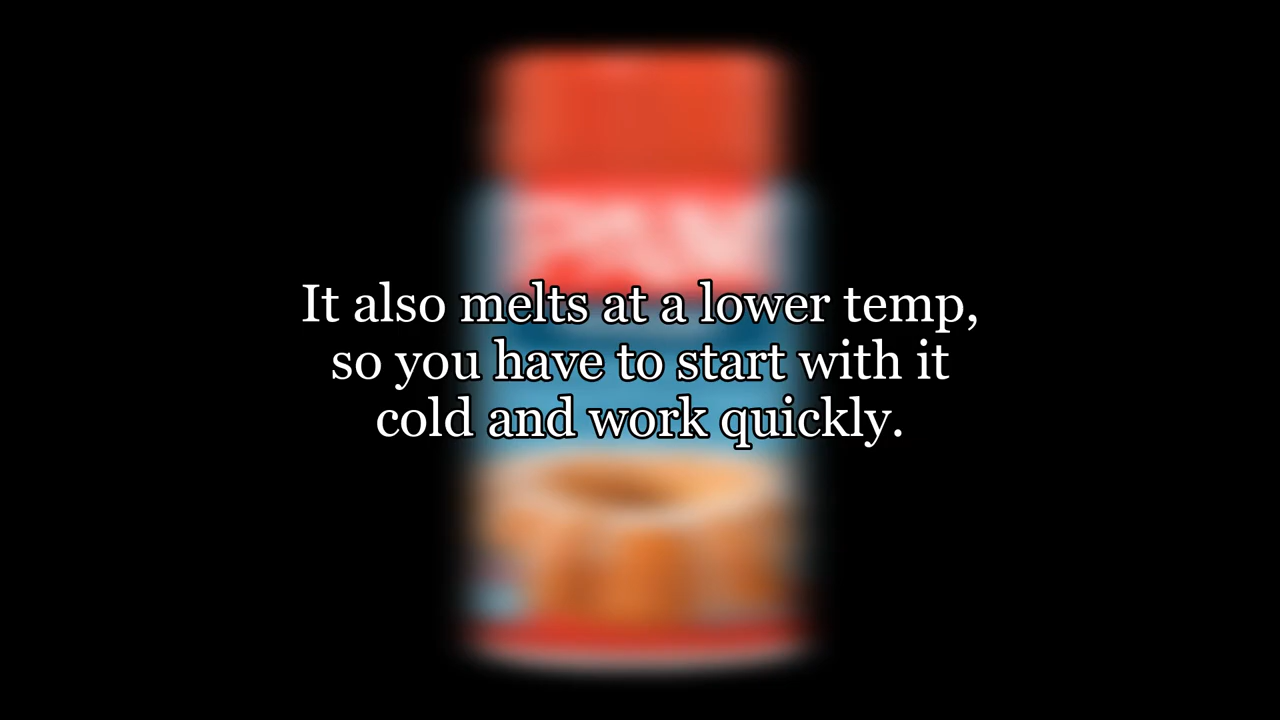 It also melts at a lower temp,
so you have to start with it
cold and work quickly.